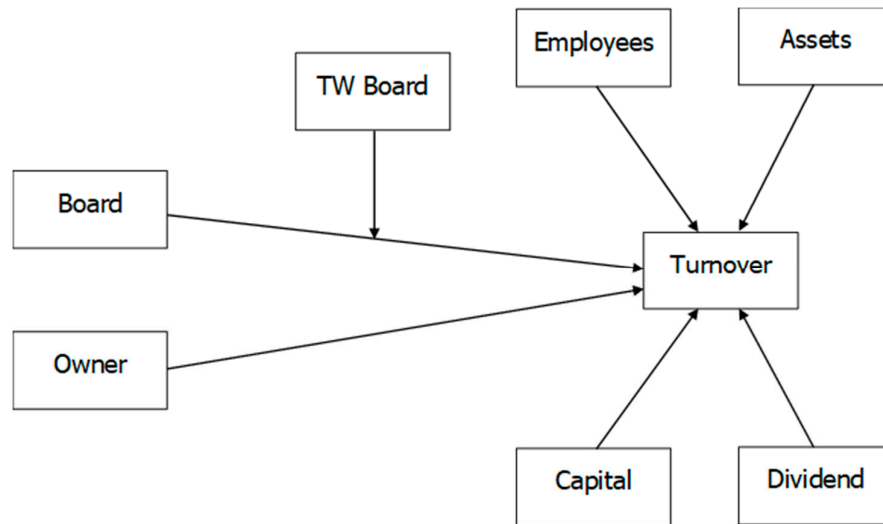 Employees
Assets
TW Board
Board
Turnover
Owner
Capital
Dividend